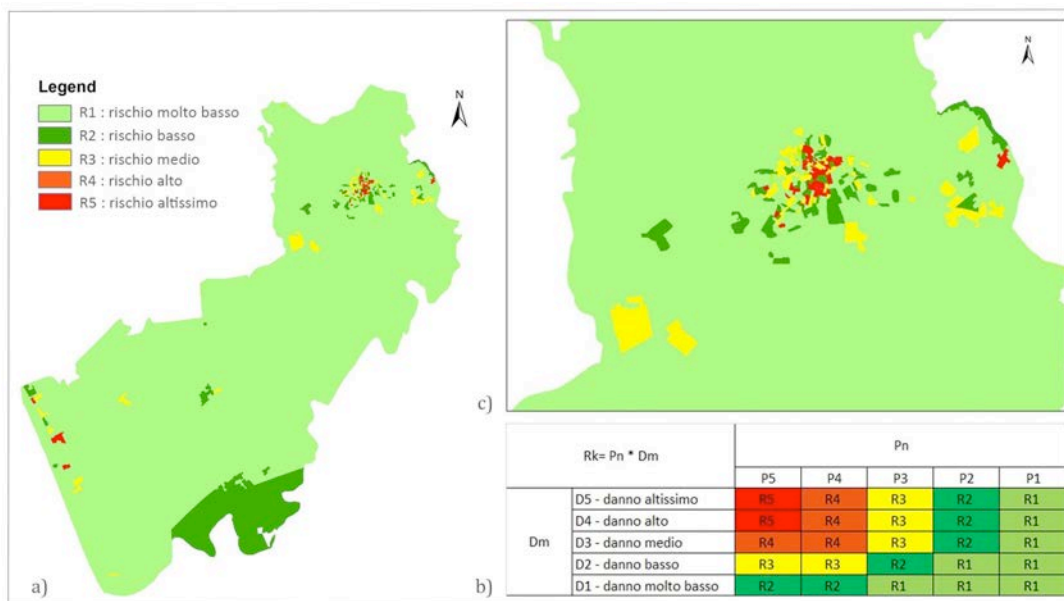 Legend
R1 : rischio molto basso
R2 : rischio basso
R3 : rischio medio
R4 : rischio alto
R5 : rischio altissimo
N
a)
N
c)
b)
Rk= Pn * Dm
Pn
P5 P4 P3 P2 P1
Dm
D5 - danno altissimo R5 R4 R3 R2 R1
D4 - danno alto R5 R4 R3 R2 R1
D3 - danno medio R4 R4 R3 R2 R1
D2 - danno basso R3 R3 R2 R1 R1
D1 - danno molto basso R2 R2 R1 R1 R1